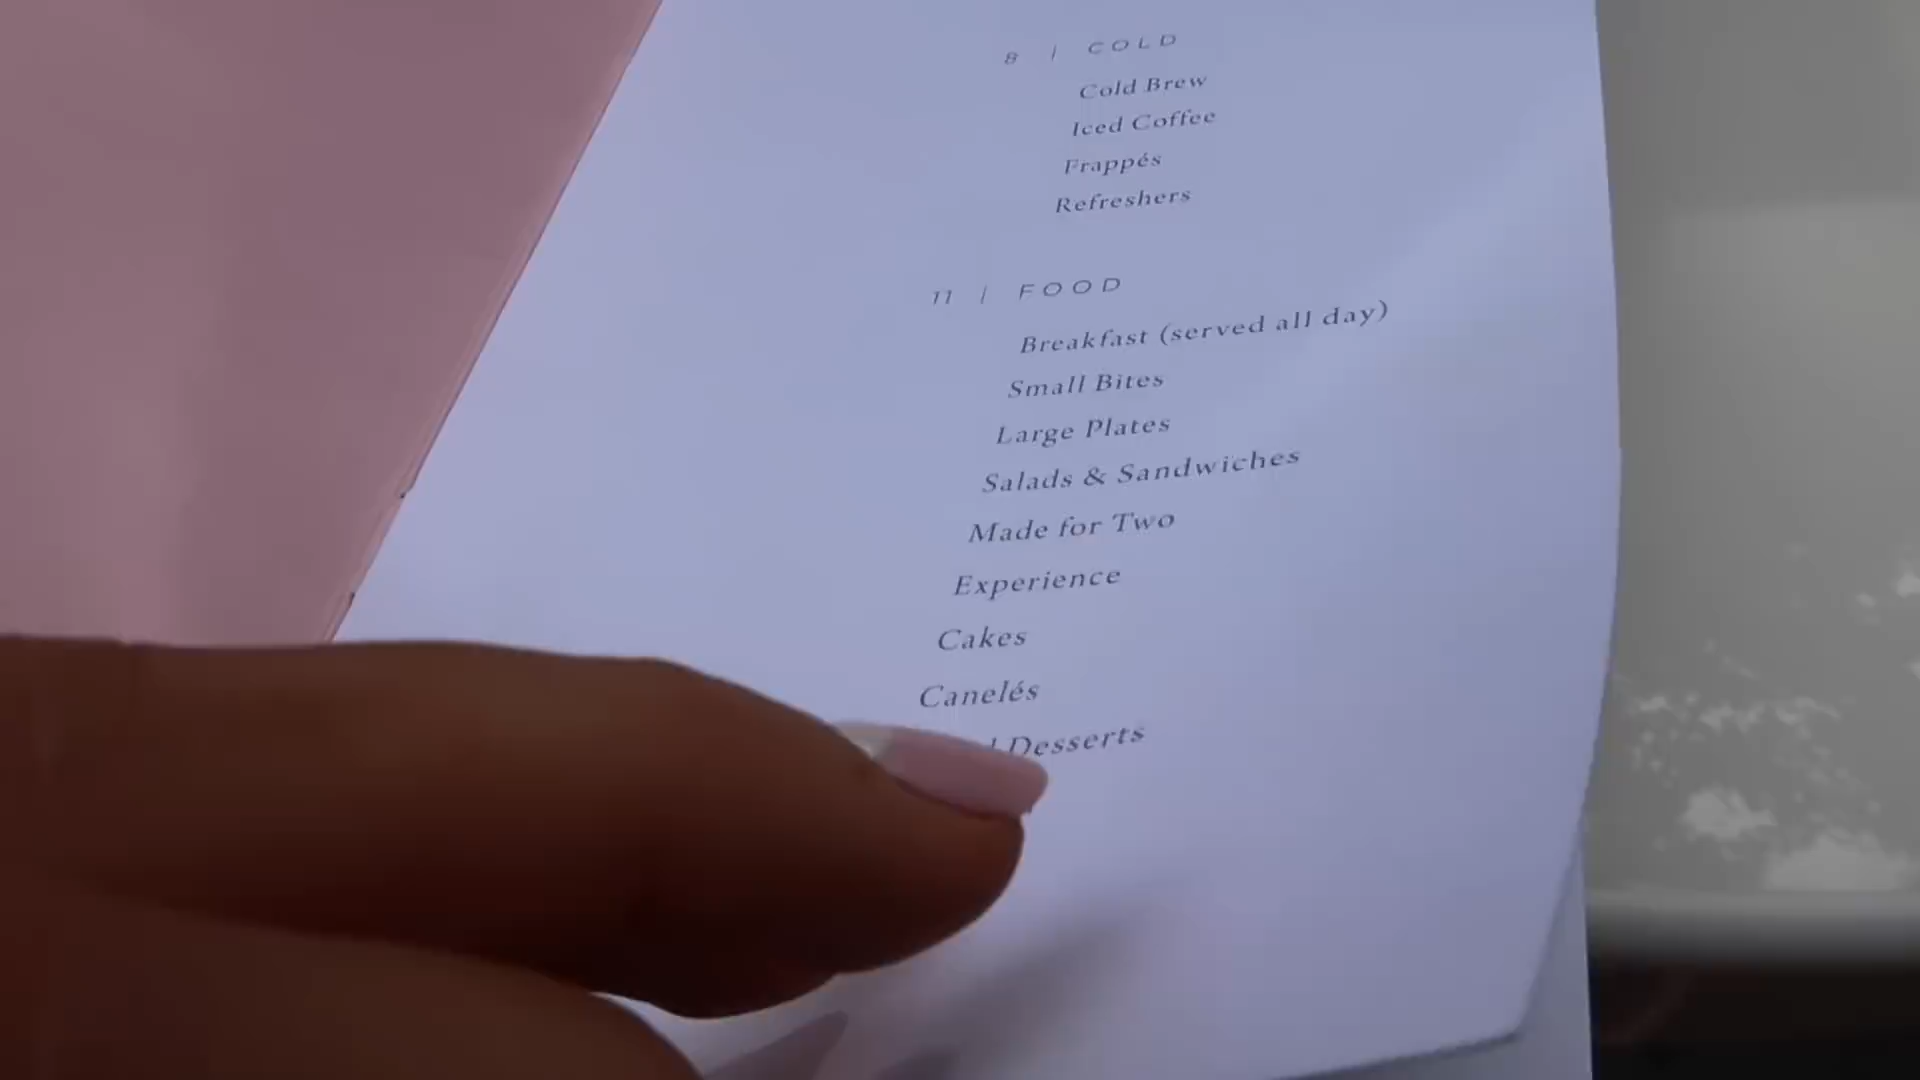 8 | COLD
Cold Brew
Iced Coffee
Frappés
Refreshers
11 | FOOD
Breakfast (served all day)
Small Bites
Large Plates
Salads & Sandwiches
Made for Two
Experience
Cakes
Canelés
Desserts